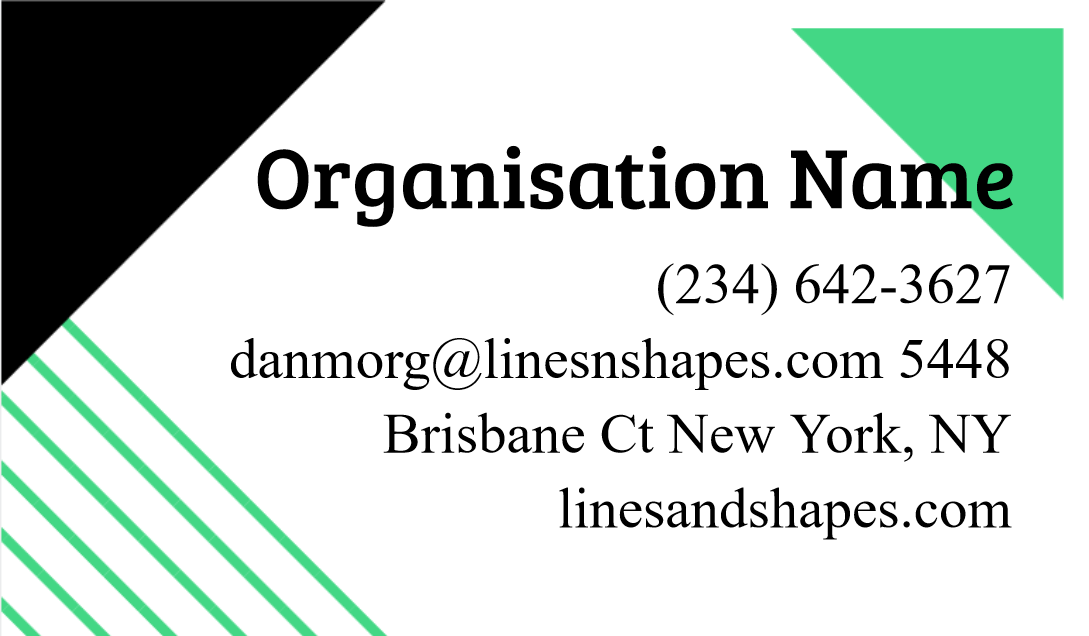 Organisation Name
(234) 642-3627
danmorg@linesnshapes.com 5448
Brisbane Ct New York, NY
linesandshapes.com